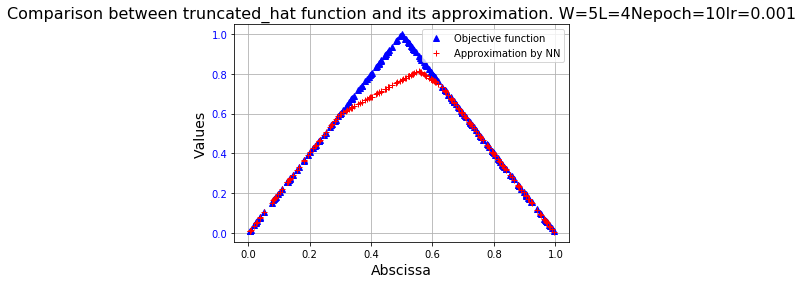 Comparison between truncated_hat function and its approximation. W=5L=4Nepoch=10lr=0.001
1.0
0.8
0.6
0.4
0.2
0.0
Values
Objective function
Approximation by NN
0.0 0.2 0.4 0.6 0.8 1.0
Abscissa